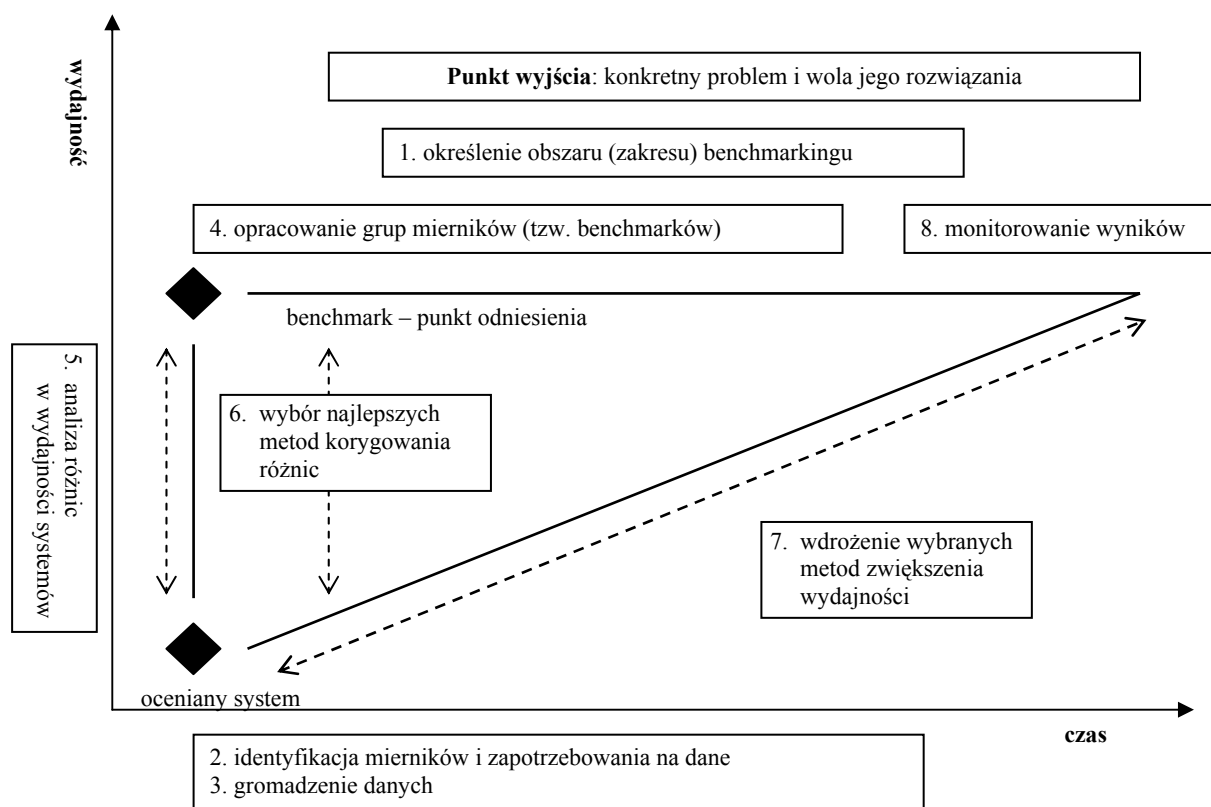 wydajność
Punkt wyjścia: konkretny problem i wola jego rozwiązania
1. określenie obszaru (zakresu) benchmarkingu
4. opracowanie grup mierników (tzw. benchmarków)
8. monitorowanie wyników
benchmark – punkt odniesienia
5. analiza różnic
w wydajności systemów
6. wybór najlepszych
metod korygowania
różnic
7. wdrożenie wybranych
metod zwiększenia
wydajności
oceniany system
czas
2. identyfikacja mierników i zapotrzebowania na dane
3. gromadzenie danych